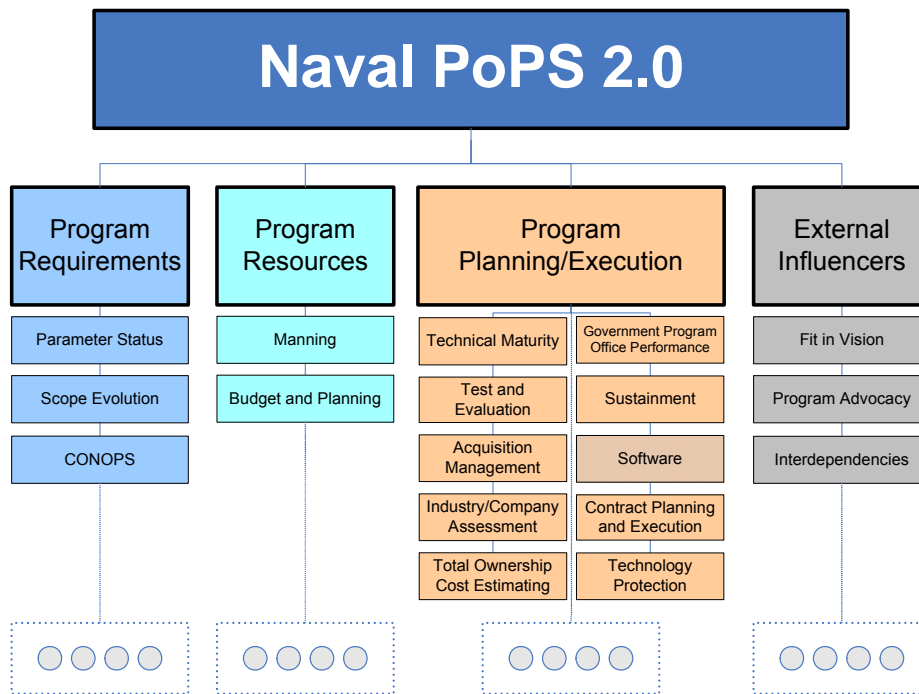 Naval PoPS 2.0
Program
Requirements
Parameter Status
Scope Evolution
CONOPS
Program
Resources
Manning
Budget and Planning
Program
Planning/Execution
Technical Maturity
Test and
Evaluation
Acquisition
Management
Industry/Company
Assessment
Total Ownership
Cost Estimating
Government Program
Office Performance
Sustainment
Software
Contract Planning
and Execution
Technology
Protection
External
Influencers
Fit in Vision
Program Advocacy
Interdependencies